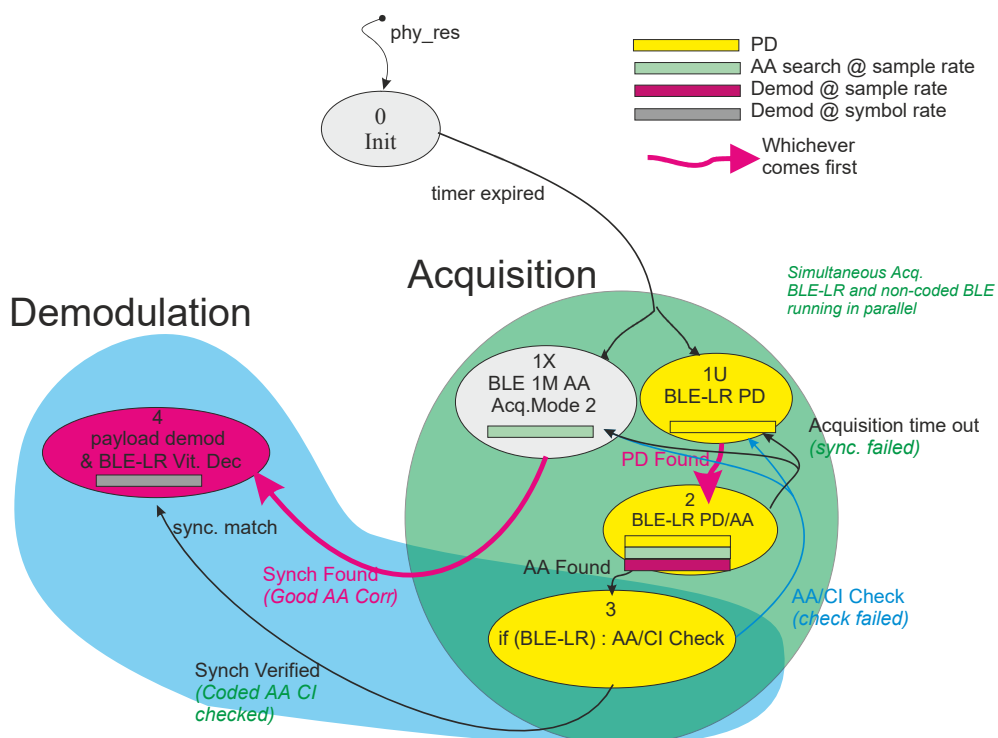 phy_res
0
Init
timer expired
PD
AA search @ sample rate
Demod @ sample rate
Demod @ symbol rate
Whichever
comes first
Acquisition
Demodulation
Simultaneous Acq.
BLE-LR and non-coded BLE
running in parallel
1X
BLE 1M AA
Acq.Mode 2
1U
BLE-LR PD
4
payload demod
& BLE-LR Vit. Dec
Acquisition time out
(sync. failed)
PD Found
2
BLE-LR PD/AA
sync. match
AA Found
Synch Found
(Good AA Corr)
AA/CI Check
(check failed)
3
if (BLE-LR) : AA/CI Check
Synch Verified
(Coded AA CI
checked)